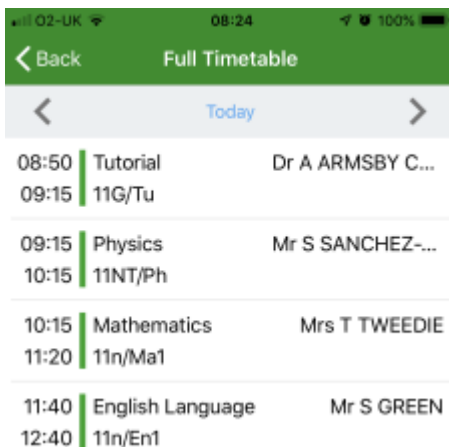 O2-UK 08:24 100%
Back Full Timetable
Today
08:50 Tutorial Dr A ARMSBY C...
09:15 11G/Tu
09:15 Physics Mr S SANCHEZ-...
10:15 11NT/Ph
10:15 Mathematics Mrs T TWEEDIE
11:20 11n/Ma1
11:40 English Language Mr S GREEN
12:40 11n/En1